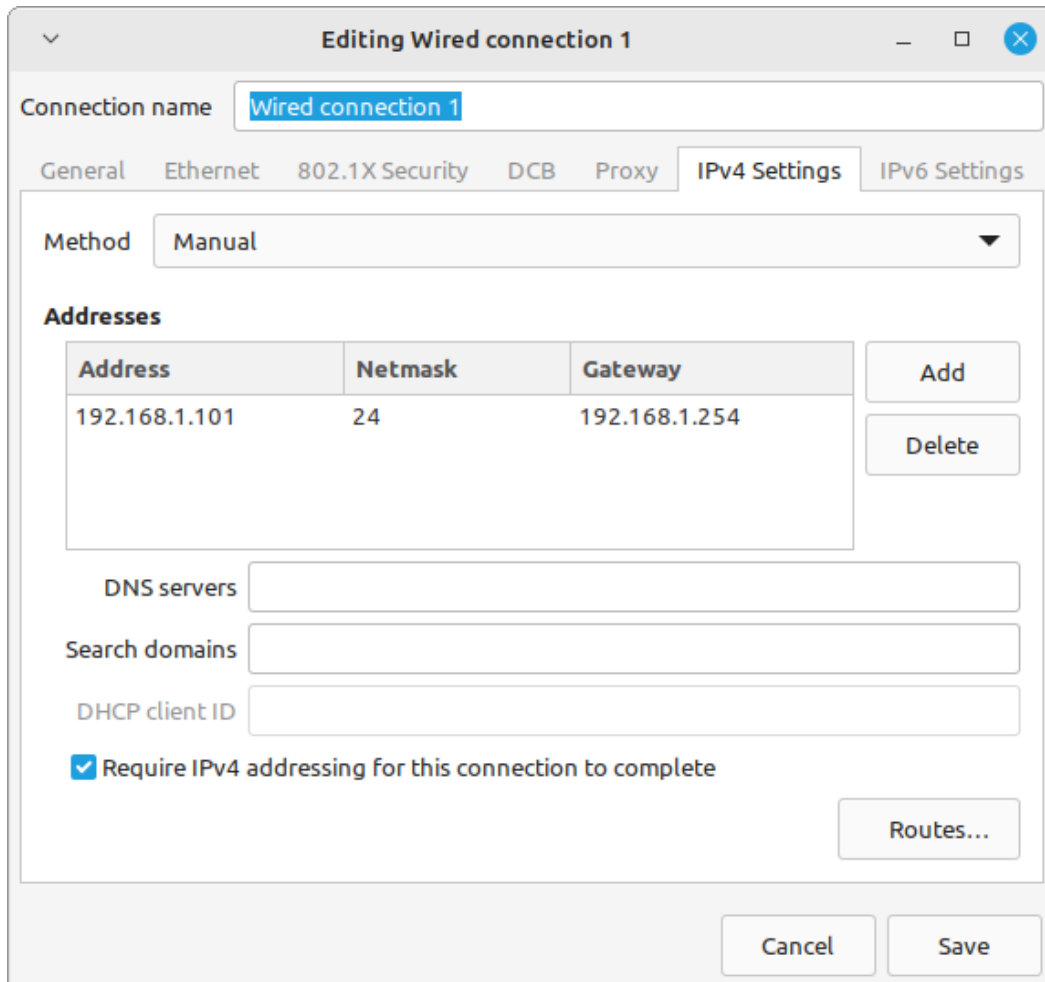 Editing Wired connection 1
Connection name Wired connection 1
General Ethernet 802.1X Security DCB Proxy IPv4 Settings IPv6 Settings
Method Manual
Addresses
Address Netmask Gateway
192.168.1.101 24 192.168.1.254
Add
Delete
DNS servers
Search domains
DHCP client ID
Require IPv4 addressing for this connection to complete
Routes…
Cancel Save